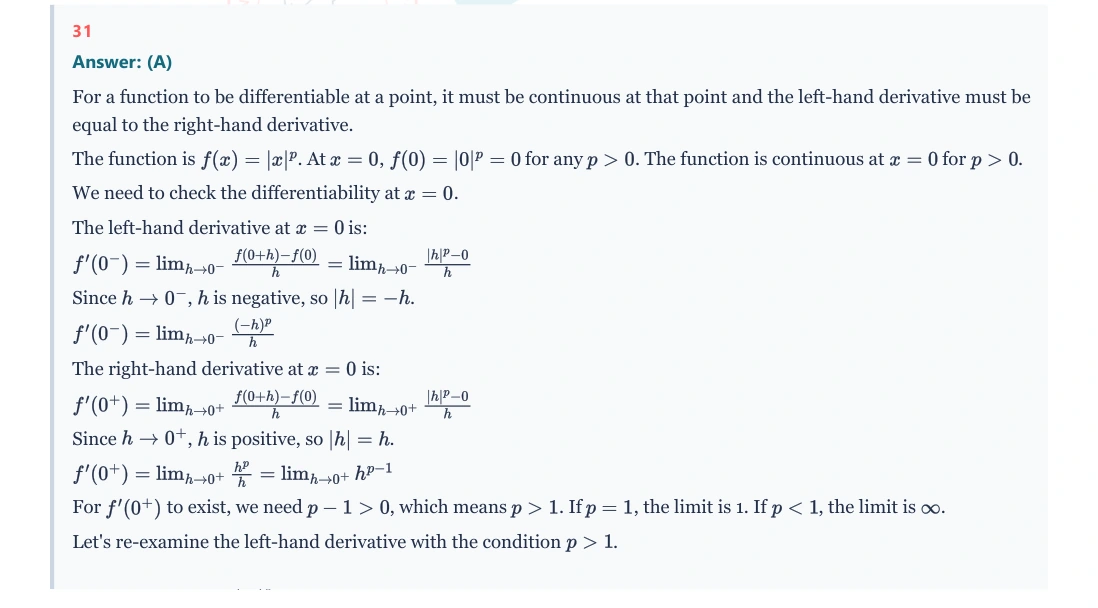 31
Answer: (A)
For a function to be differentiable at a point, it must be continuous at that point and the left-hand derivative must be
equal to the right-hand derivative.
The function is f(x) = |x|^p. At x = 0, f(0) = |0|^p = 0 for any p > 0. The function is continuous at x = 0 for p > 0.
We need to check the differentiability at x = 0.
The left-hand derivative at x = 0 is:
f′(0⁻) = lim_{h→0⁻} \frac{f(0+h)−f(0)}{h} = lim_{h→0⁻} \frac{|h|^p−0}{h}
Since h → 0⁻, h is negative, so |h| = −h.
f′(0⁻) = lim_{h→0⁻} \frac{(−h)^p}{h}
The right-hand derivative at x = 0 is:
f′(0⁺) = lim_{h→0⁺} \frac{f(0+h)−f(0)}{h} = lim_{h→0⁺} \frac{|h|^p−0}{h}
Since h → 0⁺, h is positive, so |h| = h.
f′(0⁺) = lim_{h→0⁺} \frac{h^p}{h} = lim_{h→0⁺} h^{p−1}
For f′(0⁺) to exist, we need p − 1 > 0, which means p > 1. If p = 1, the limit is 1. If p < 1, the limit is ∞.
Let's re-examine the left-hand derivative with the condition p > 1.